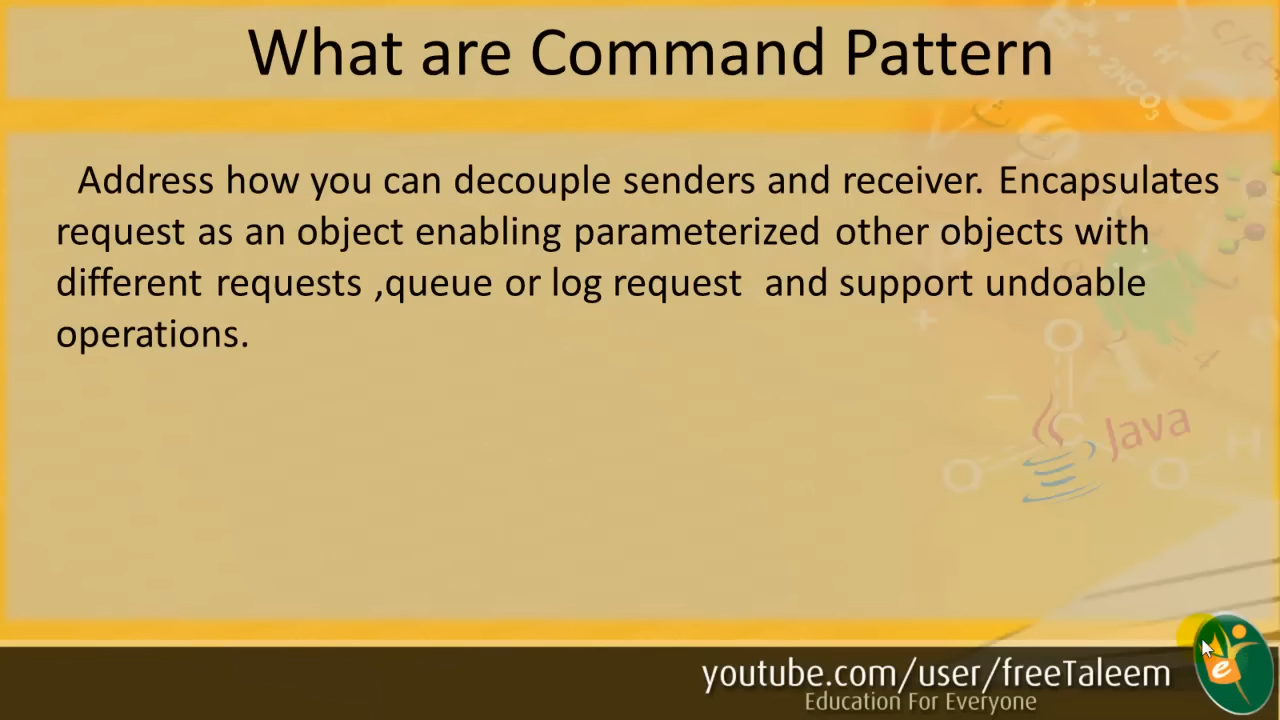 What are Command Pattern
Address how you can decouple senders and receiver. Encapsulates
request as an object enabling parameterized other objects with
different requests ,queue or log request  and support undoable
operations.
Java
youtube.com/user/freeTaleem
Education For Everyone